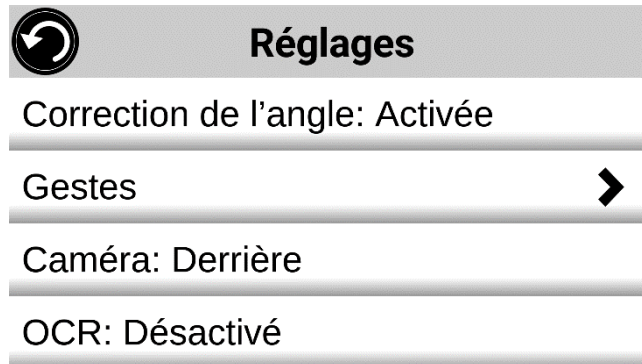 Réglages
Correction de l’angle: Activée
Gestes
Caméra: Derrière
OCR: Désactivé